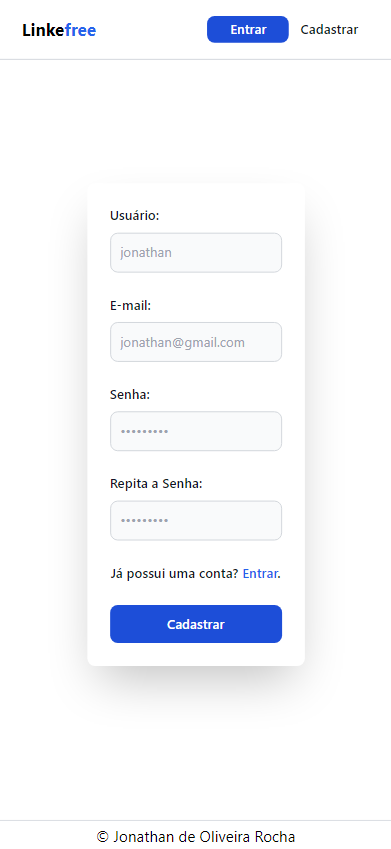 Linkefree Entrar Cadastrar
Usuário:
jonathan
E-mail:
jonathan@gmail.com
Senha:
•••••••••
Repita a Senha:
•••••••••
Já possui uma conta? Entrar.
Cadastrar
© Jonathan de Oliveira Rocha